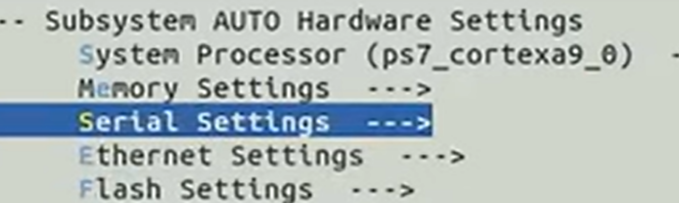 -- Subsystem AUTO Hardware Settings
System Processor (ps7_cortexa9_0) -
Memory Settings --->
Serial Settings --->
Ethernet Settings --->
Flash Settings --->